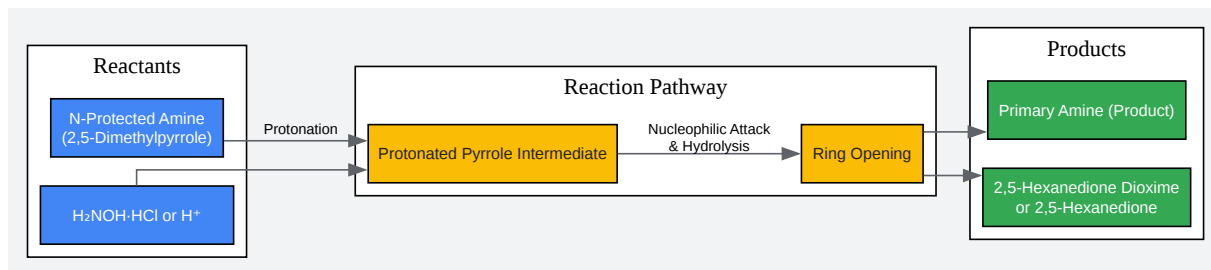 Reactants
N-Protected Amine
(2,5-Dimethylpyrrole)
H₂NOH·HCl or H⁺
Protonation
Reaction Pathway
Protonated Pyrrole Intermediate
Nucleophilic Attack
& Hydrolysis
Ring Opening
Products
Primary Amine (Product)
2,5-Hexanedione Dioxime
or 2,5-Hexanedione